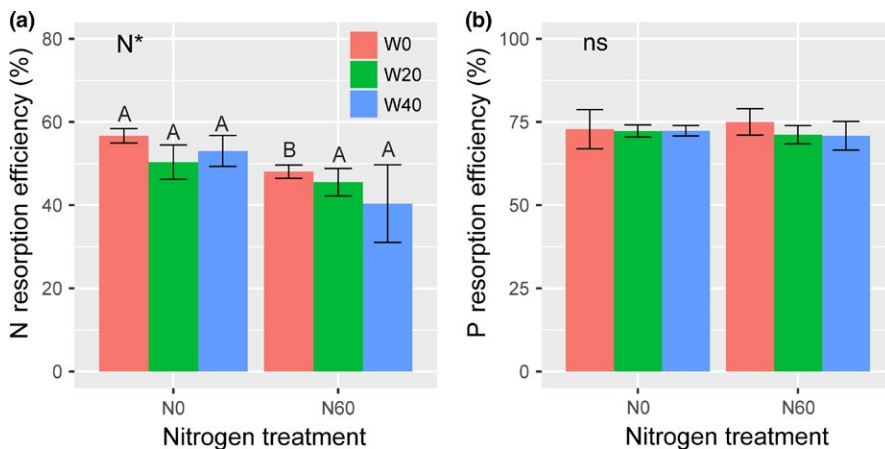 (a)
N resorption efficiency (%)
80
60
40
20
0
N*
W0
W20
W40
A
A
A
B
A
A
N0
N60
Nitrogen treatment
(b)
P resorption efficiency (%)
100
75
50
25
0
ns
N0
N60
Nitrogen treatment